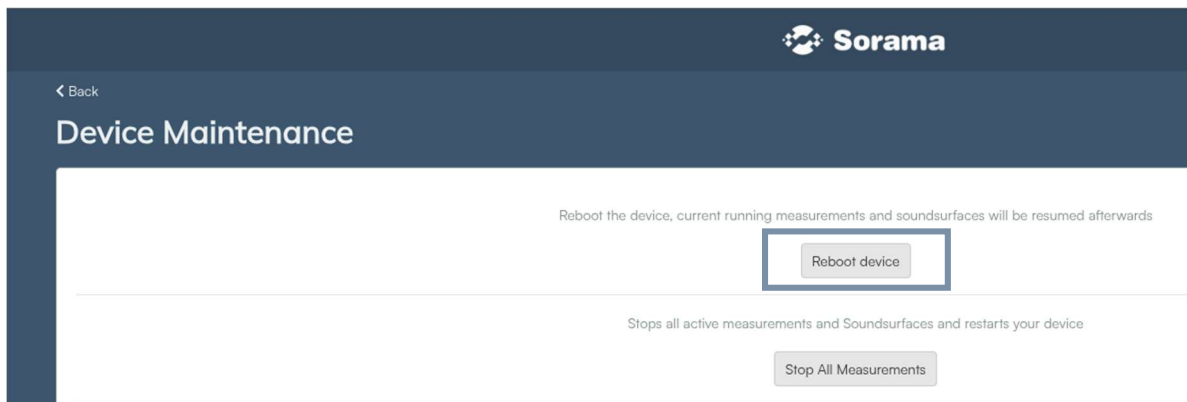 Sorama
Back
Device Maintenance
Reboot the device, current running measurements and soundsurfaces will be resumed afterwards
Reboot device
Stops all active measurements and Soundsurfaces and restarts your device
Stop All Measurements